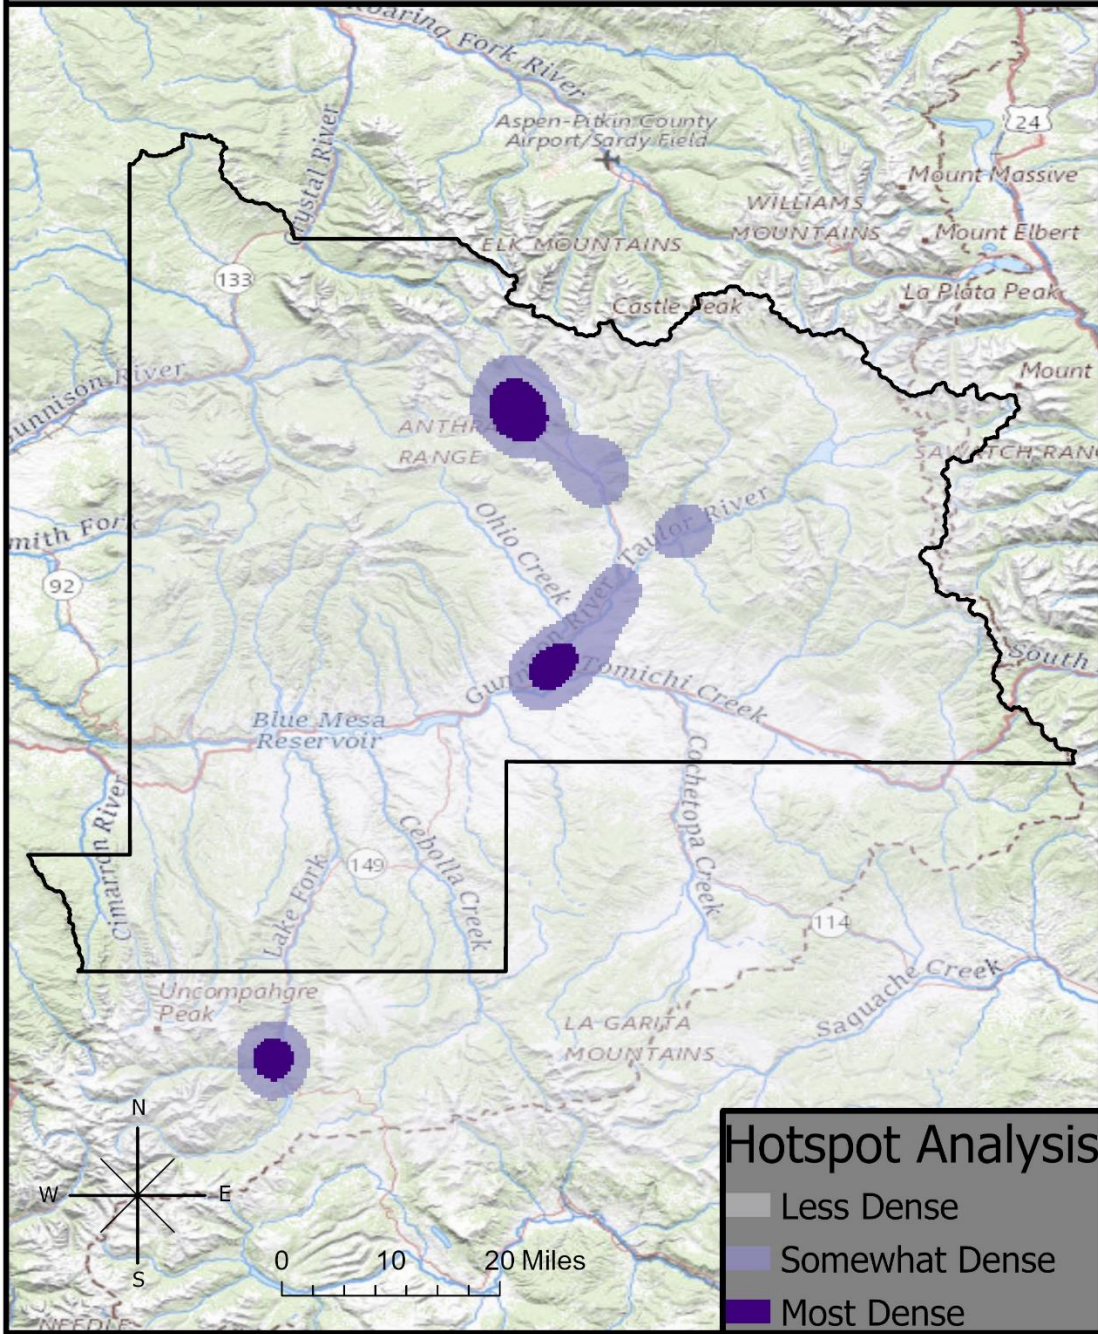 Roaring Fork River
Crystal River
Aspen-Pitkin County
Airport/Sardy Field
24
Mount Massive
WILLIAMS
MOUNTAINS
Mount Elbert
ELK MOUNTAINS
133
La Plata Peak
Castle Peak
Mount
Gunnison River
ANTHRA
RANGE
SAWATCH RANG
Ohio Creek
Taylor River
mith Fork
92
Gunnison River
Tomichi Creek
South
Blue Mesa
Reservoir
Cochetopa Creek
Cimarron River
Cebolla Creek
149
Lake Fork
114
Saguache Creek
Uncompahgre
Peak
LA GARITA
MOUNTAINS
N
W
E
S
0 10 20 Miles
NEEDLE
Hotspot Analysis
Less Dense
Somewhat Dense
Most Dense